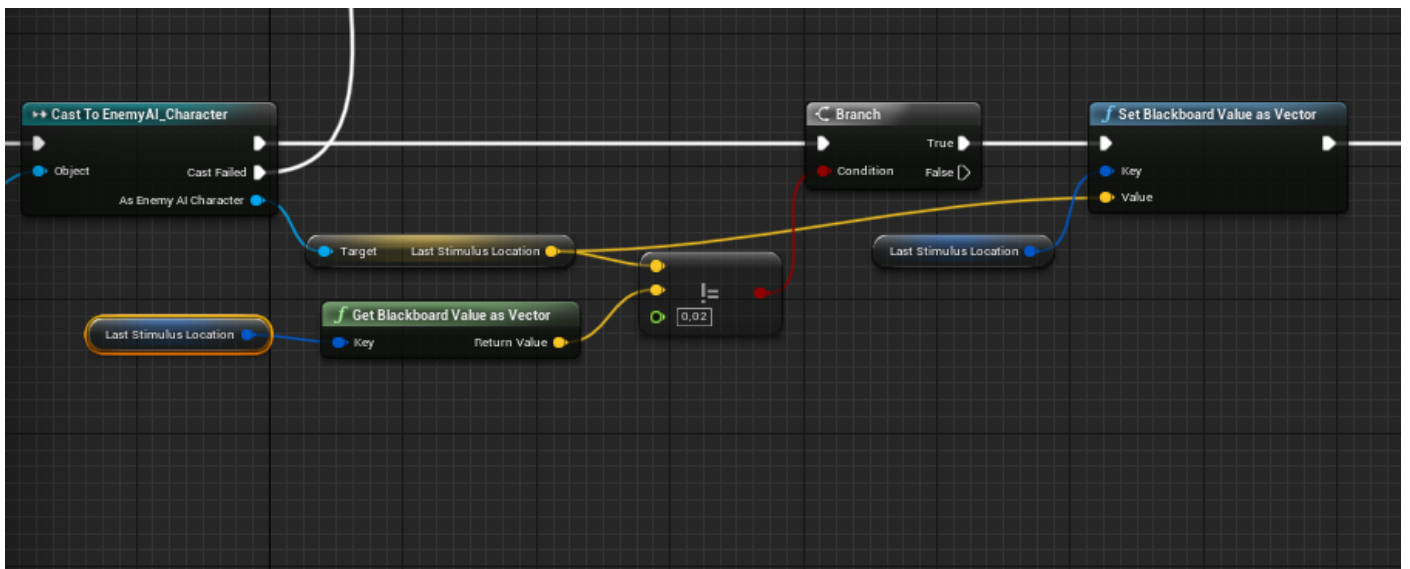 Cast To EnemyAI_Character
Object
Cast Failed
As Enemy AI Character
Target
Last Stimulus Location
Last Stimulus Location
Get Blackboard Value as Vector
Key
Return Value
!=
0,02
Branch
True
Condition
False
Last Stimulus Location
Set Blackboard Value as Vector
Key
Value